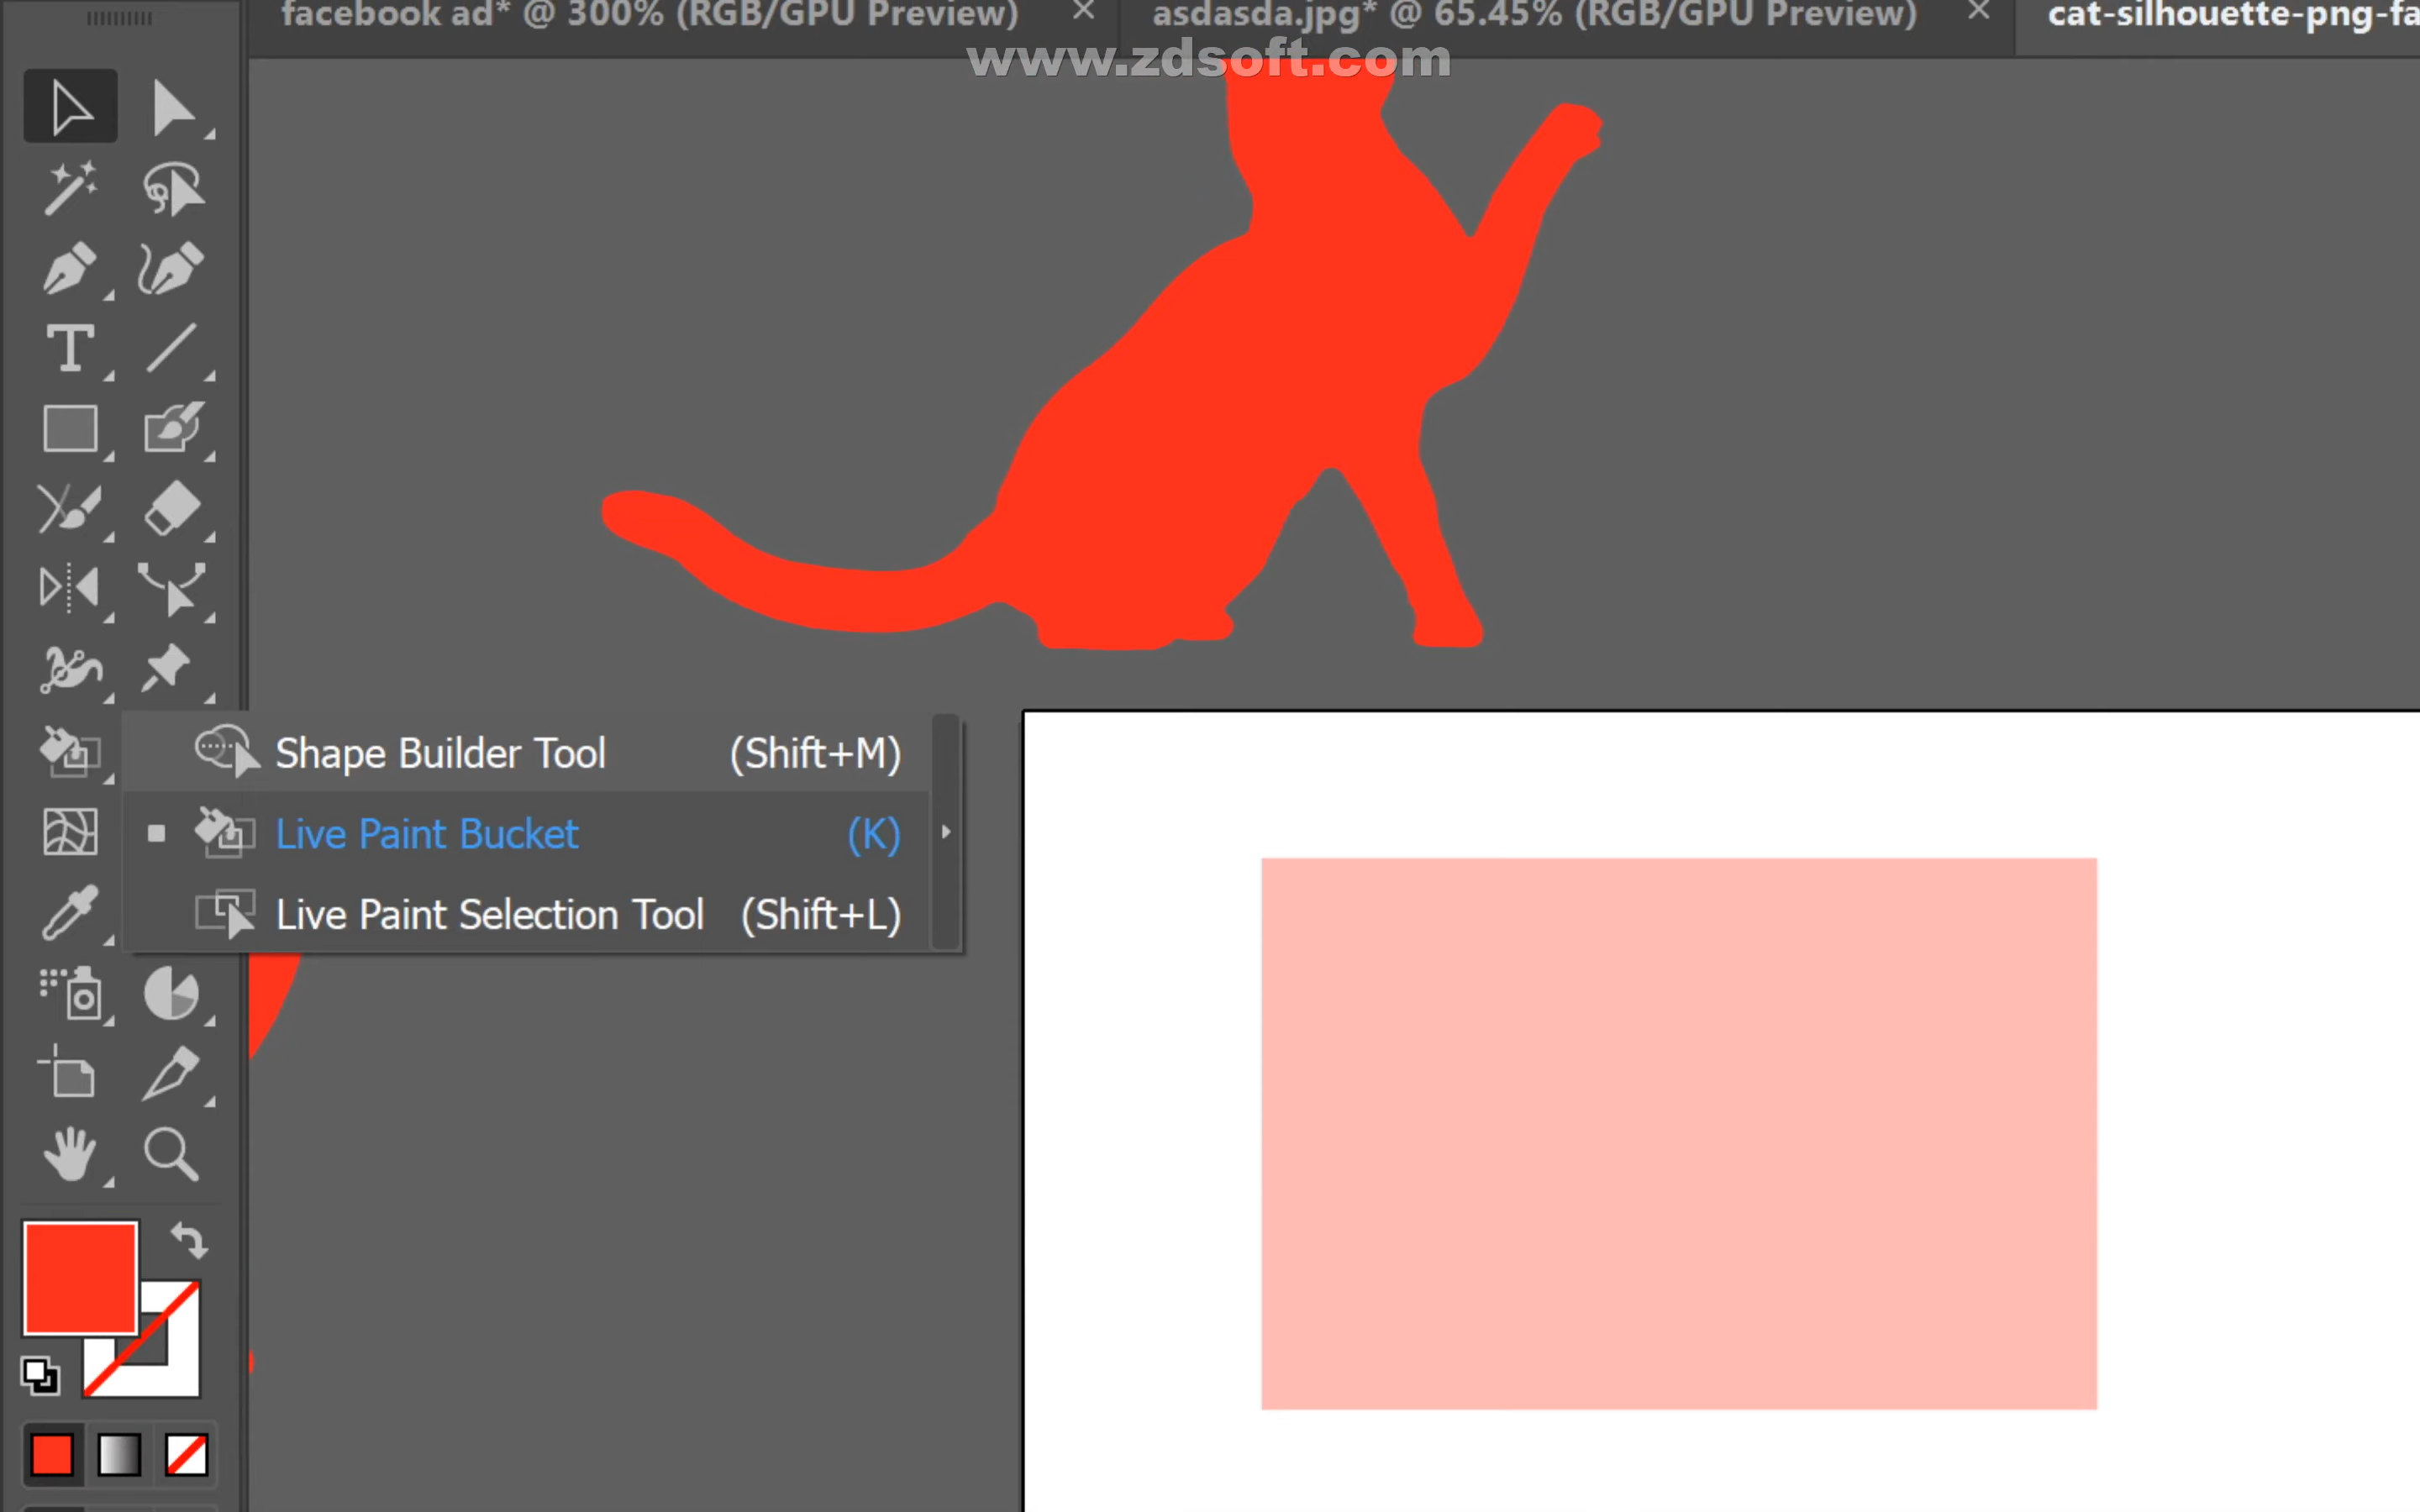 facebook ad* @ 300% (RGB/GPU Preview) ×
asdasda.jpg* @ 65.45% (RGB/GPU Preview) ×
cat-silhouette-png-fa
www.zdsoft.com
Shape Builder Tool (Shift+M)
Live Paint Bucket (K)
Live Paint Selection Tool (Shift+L)